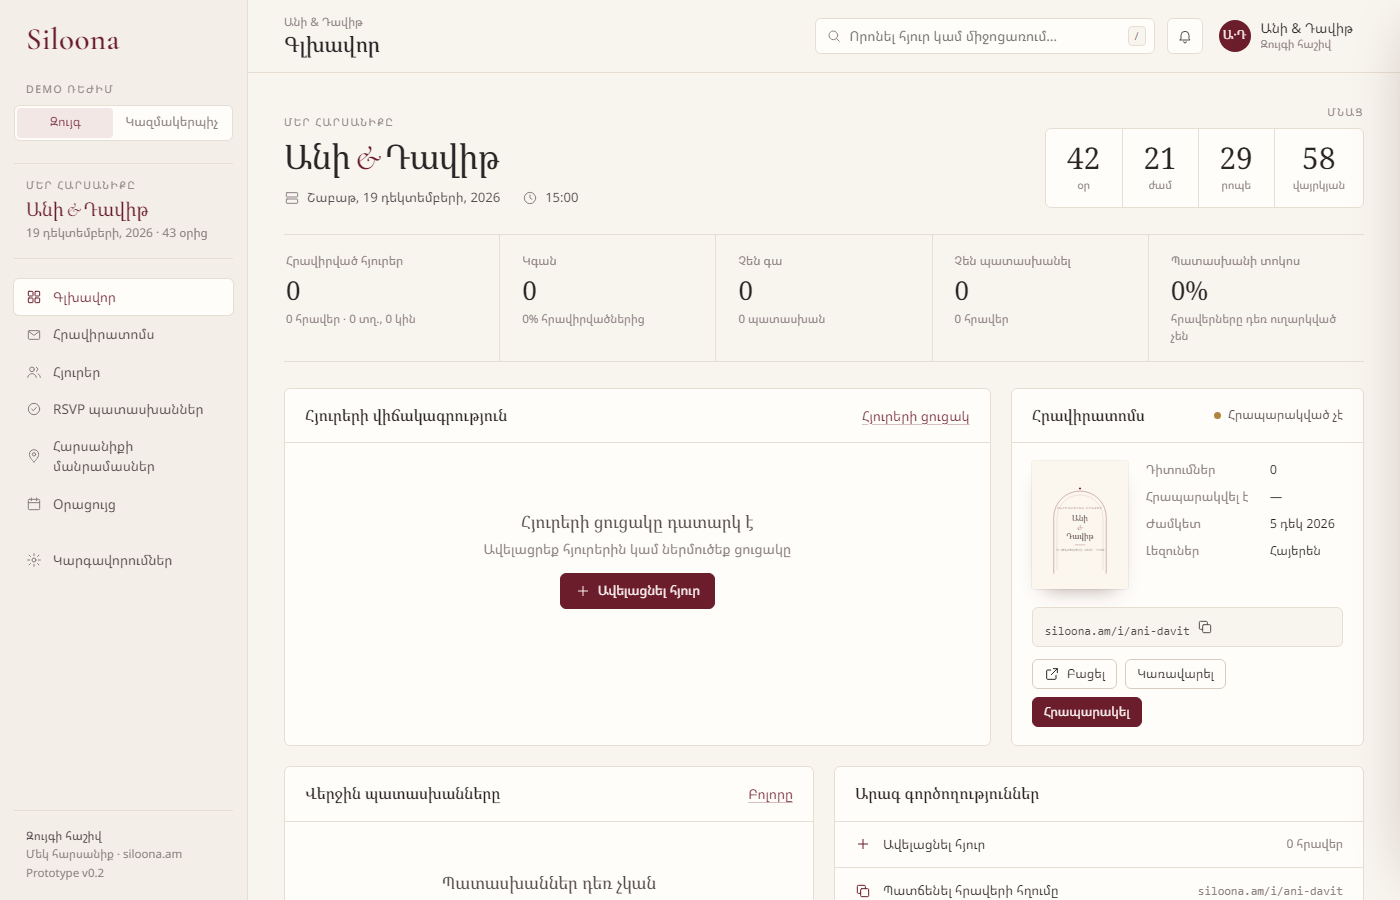 Siloona
DEMO ՌԵԺԻՄ
Զույգ
Կազմակերպիչ
ՄԵՐ ՀԱՐՍԱՆԻՔԸ
Անի & Դավիթ
19 դեկտեմբերի, 2026 · 43 օրից
Գլխավոր
Հրավիրատոմս
Հյուրեր
RSVP պատասխաններ
Հարսանիքի
մանրամասներ
Օրացույց
Կարգավորումներ
Զույգի հաշիվ
Մեկ հարսանիք · siloona.am
Prototype v0.2
Անի & Դավիթ
Գլխավոր
Որոնել հյուր կամ միջոցառում...
/
Ա·Դ
Անի & Դավիթ
Զույգի հաշիվ
ՄԵՐ ՀԱՐՍԱՆԻՔԸ
Անի & Դավիթ
Շաբաթ, 19 դեկտեմբերի, 2026
15:00
ՄՆԱՑ
42 օր
21 ժամ
29 րոպե
58 վայրկյան
Հրավիրված հյուրեր
0
0 հրավեր · 0 տղ., 0 կին
Կգան
0
0% հրավիրվածներից
Չեն գա
0
0 պատասխան
Չեն պատասխանել
0
0 հրավեր
Պատասխանի տոկոս
0%
հրավերները դեռ ուղարկված
չեն
Հյուրերի վիճակագրություն
Հյուրերի ցուցակ
Հյուրերի ցուցակը դատարկ է
Ավելացրեք հյուրերին կամ ներմուծեք ցուցակը
Ավելացնել հյուր
Հրավիրատոմս
Հրապարակված չէ
Անի
&
Դավիթ
Դիտումներ 0
Հրապարակվել է —
Ժամկետ 5 դեկ 2026
Լեզուներ Հայերեն
siloona.am/i/ani-davit
Բացել
Կառավարել
Հրապարակել
Վերջին պատասխանները
Բոլորը
Պատասխաններ դեռ չկան
Արագ գործողություններ
Ավելացնել հյուր
0 հրավեր
Պատճենել հրավերի հղումը
siloona.am/i/ani-davit